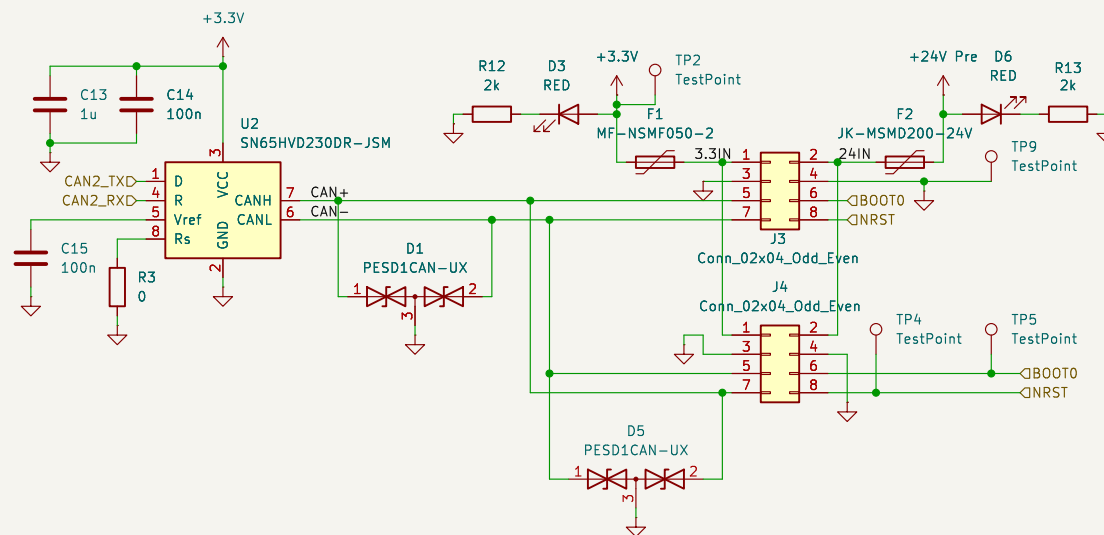 +3.3V
C13
1u
C14
100n
U2
SN65HVD230DR-JSM
3
VCC
CAN2_TX
1
D
CAN2_RX
4
R
5
Vref
8
Rs
GND
2
CANH
7
CAN+
CANL
6
CAN-
C15
100n
R3
0
D1
PESD1CAN-UX
1
2
3
R12
2k
D3
RED
+3.3V
TP2
TestPoint
F1
MF-NSMF050-2
3.3IN
+24V Pre
D6
RED
R13
2k
F2
JK-MSMD200-24V
24IN
TP9
TestPoint
1
2
3
4
5
6
BOOT0
7
8
NRST
J3
Conn_02x04_Odd_Even
J4
Conn_02x04_Odd_Even
1
2
3
4
5
6
7
8
TP4
TestPoint
TP5
TestPoint
BOOT0
NRST
D5
PESD1CAN-UX
1
2
3